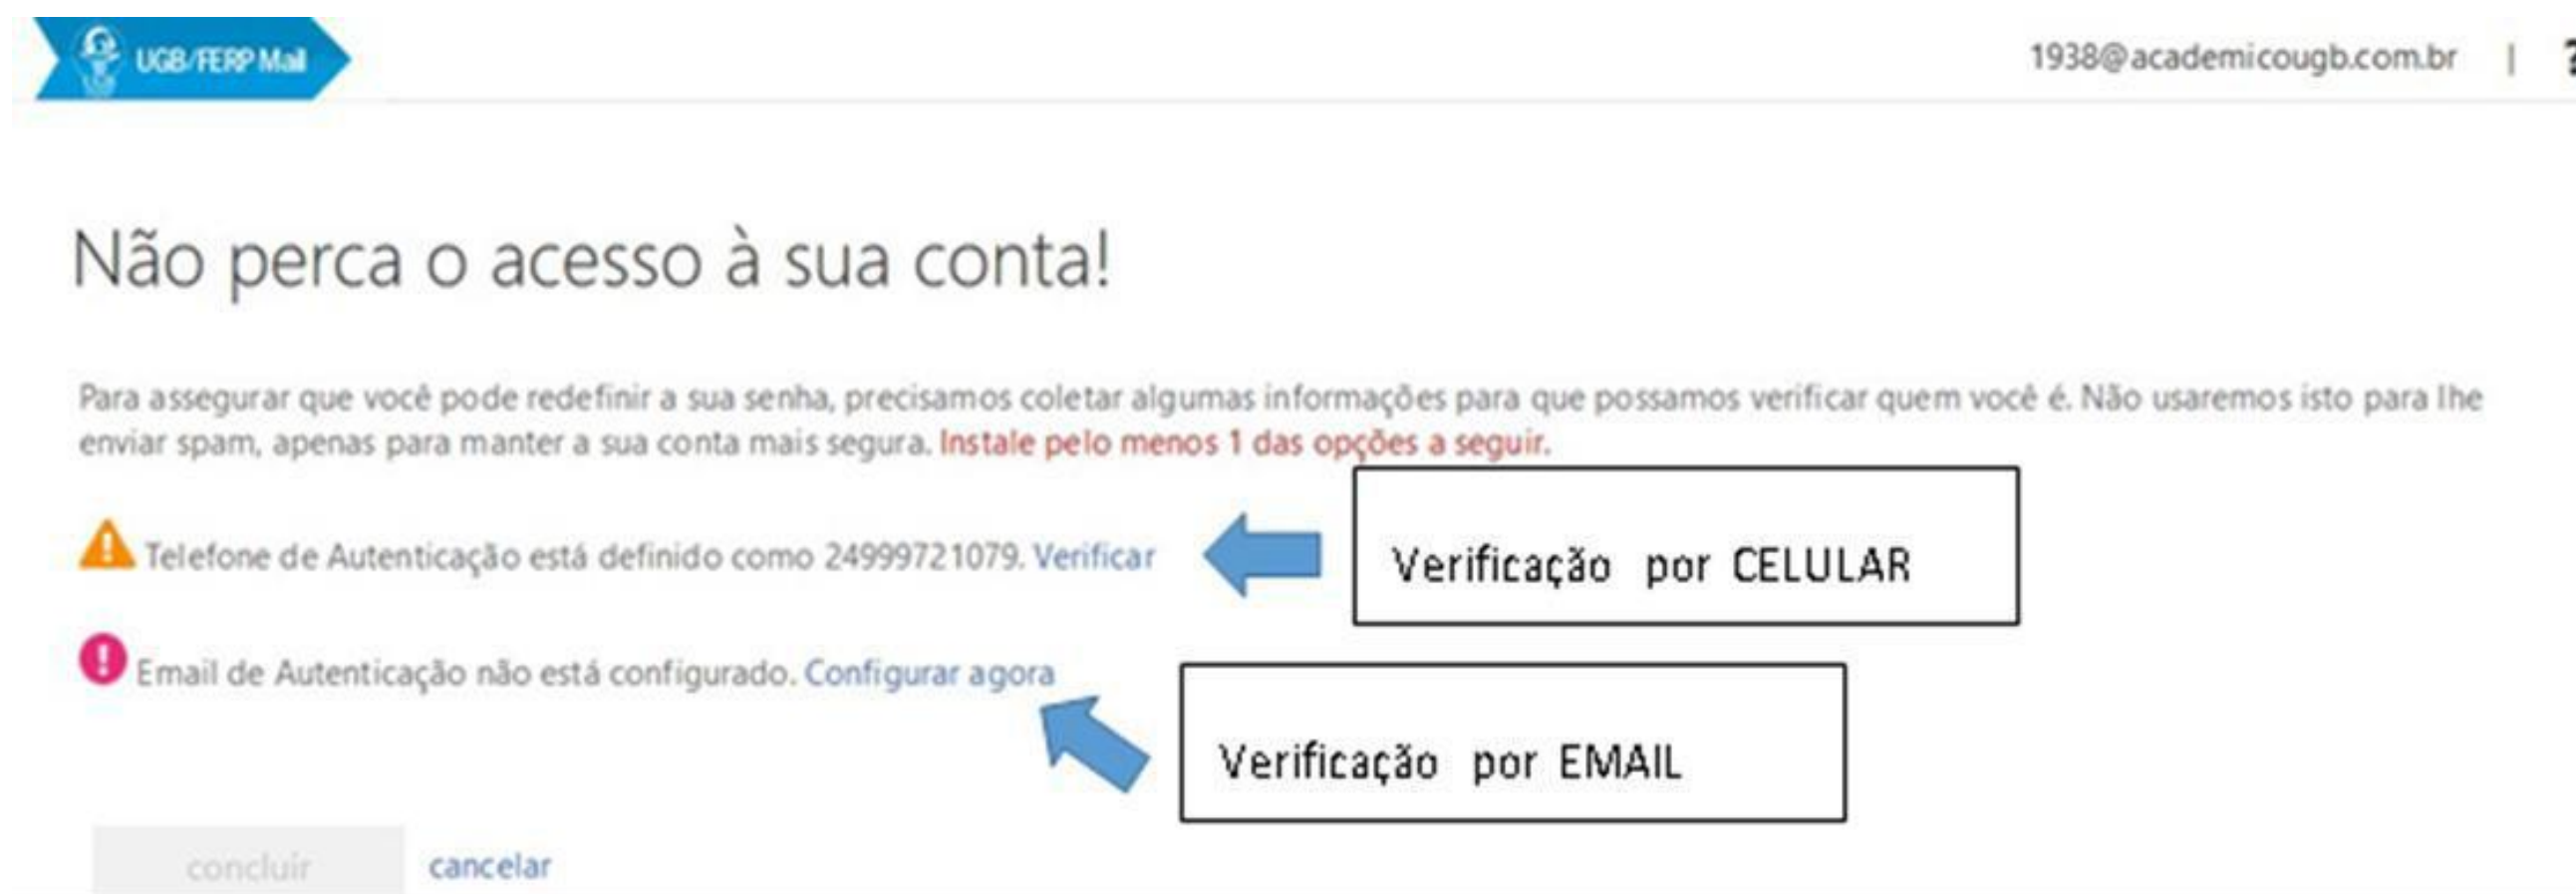 UGB/FERP Mail
1938@academicougb.com.br | ?
Não perca o acesso à sua conta!
Para assegurar que você pode redefinir a sua senha, precisamos coletar algumas informações para que possamos verificar quem você é. Não usaremos isto para lhe
enviar spam, apenas para manter a sua conta mais segura. Instale pelo menos 1 das opções a seguir.
Telefone de Autenticação está definido como 24999721079. Verificar
Verificação por CELULAR
Email de Autenticação não está configurado. Configurar agora
Verificação por EMAIL
concluir cancelar